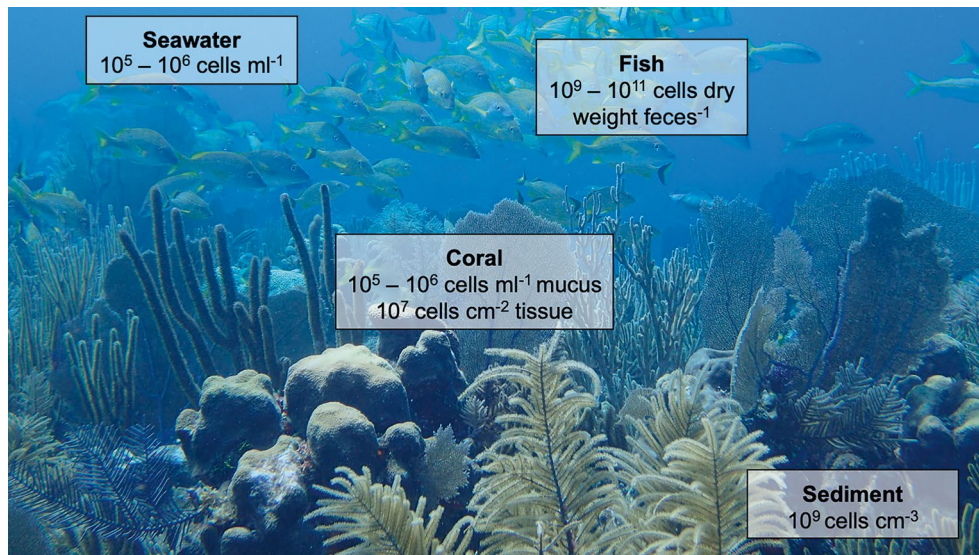 Seawater
10⁵ – 10⁶ cells ml⁻¹
Fish
10⁹ – 10¹¹ cells dry
weight feces⁻¹
Coral
10⁵ – 10⁶ cells ml⁻¹ mucus
10⁷ cells cm⁻² tissue
Sediment
10⁹ cells cm⁻³